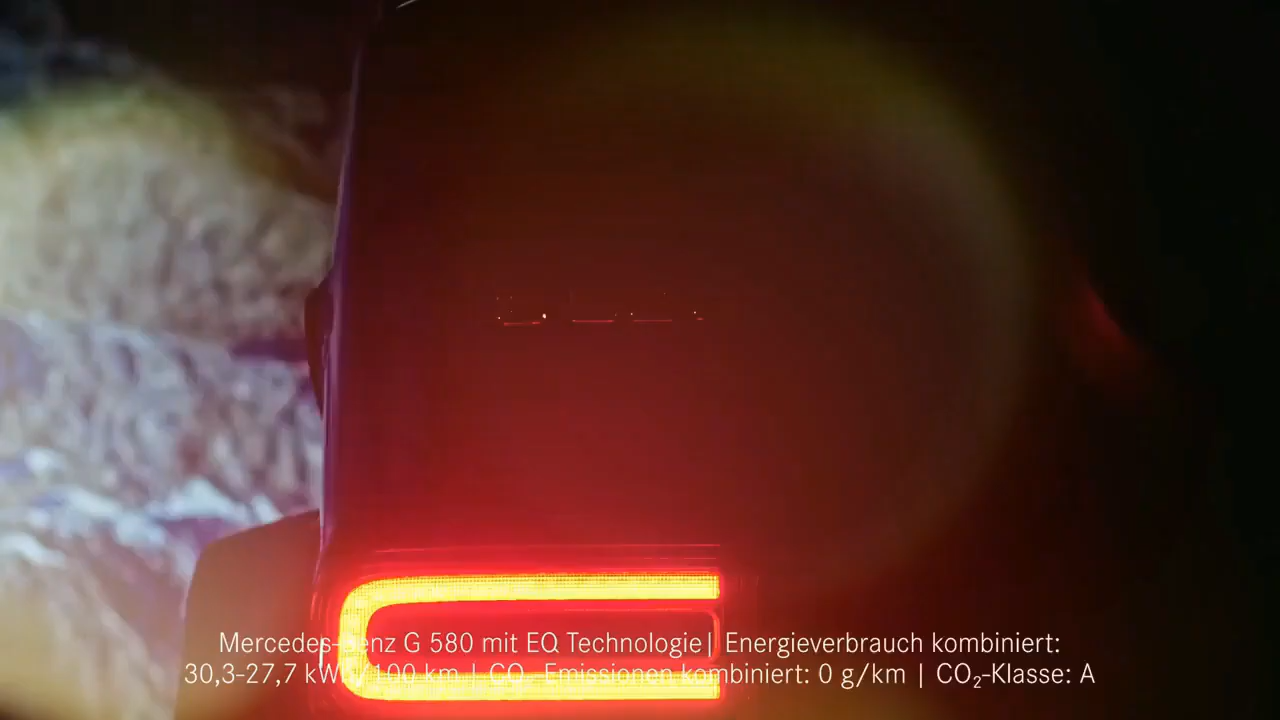 Mercedes-Benz G 580 mit EQ Technologie| Energieverbrauch kombiniert:
30,3-27,7 kWh/100 km | CO₂-Emissionen kombiniert: 0 g/km | CO₂-Klasse: A